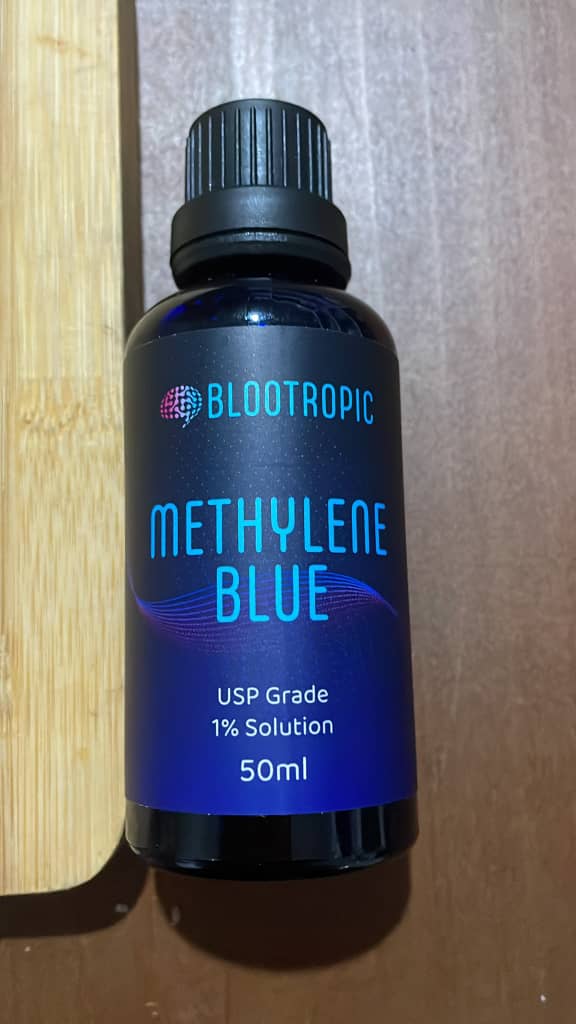 BLOOTROPIC
METHYLENE
BLUE
USP Grade
1% Solution
50ml